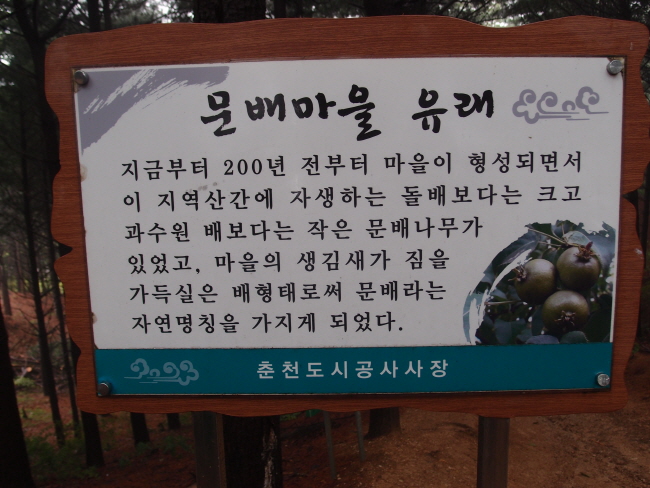 문배마을 유래
지금부터 200년 전부터 마을이 형성되면서
이 지역산간에 자생하는 돌배보다는 크고
과수원 배보다는 작은 문배나무가
있었고, 마을의 생김새가 짐을
가득실은 배형태로써 문배라는
자연명칭을 가지게 되었다.
춘천도시공사사장